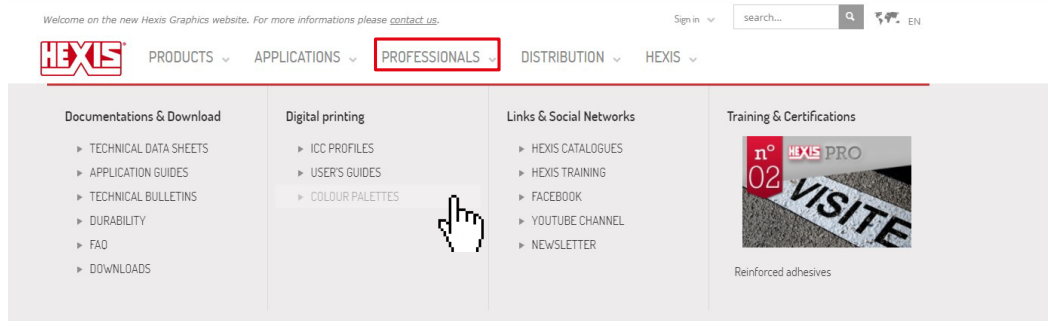 Welcome on the new Hexis Graphics website. For more informations please contact us.
Sign in
search...
EN
HEXIS
PRODUCTS
APPLICATIONS
PROFESSIONALS
DISTRIBUTION
HEXIS
Documentations & Download
TECHNICAL DATA SHEETS
APPLICATION GUIDES
TECHNICAL BULLETINS
DURABILITY
FAQ
DOWNLOADS
Digital printing
ICC PROFILES
USER'S GUIDES
COLOUR PALETTES
Links & Social Networks
HEXIS CATALOGUES
HEXIS TRAINING
FACEBOOK
YOUTUBE CHANNEL
NEWSLETTER
Training & Certifications
n° 02
HEXIS PRO
VISITE
Reinforced adhesives